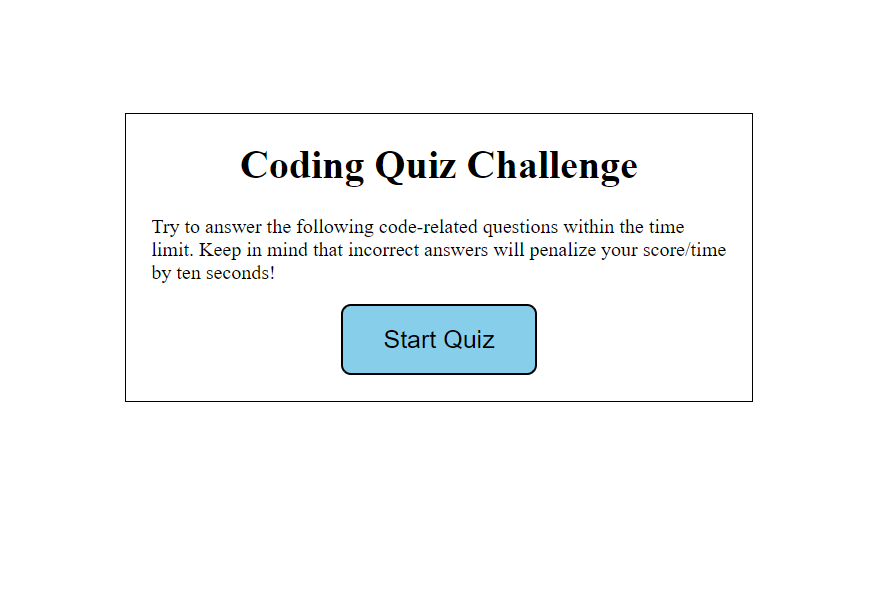 Coding Quiz Challenge
Try to answer the following code-related questions within the time
limit. Keep in mind that incorrect answers will penalize your score/time
by ten seconds!
Start Quiz